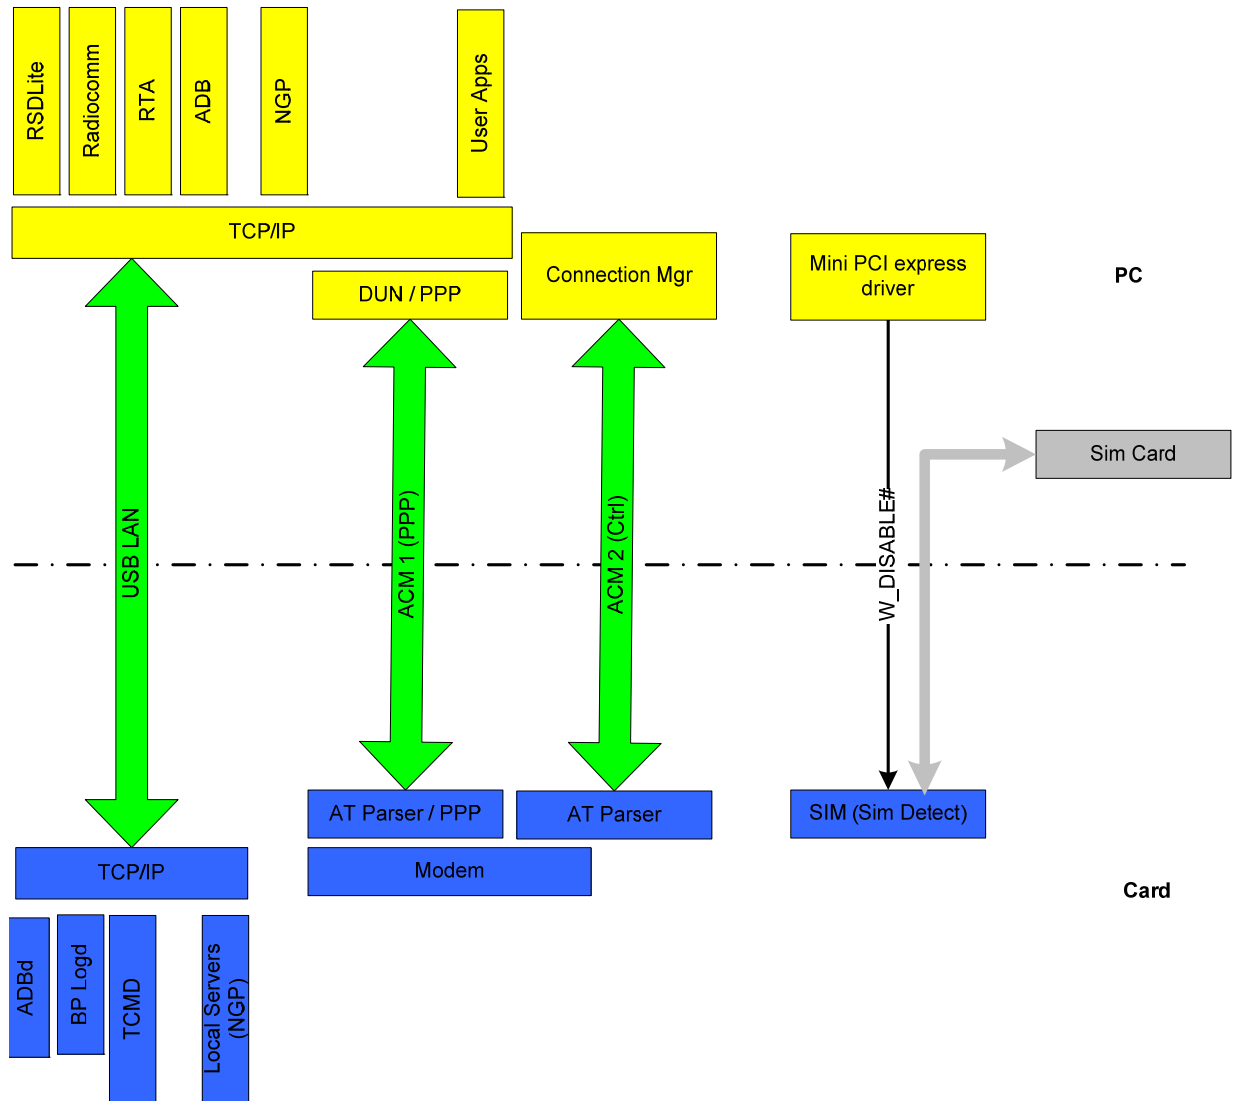 RSDLite
Radiocomm
RTA
ADB
NGP
User Apps
TCP/IP
DUN / PPP
Connection Mgr
Mini PCI express
driver
PC
Sim Card
USB LAN
ACM 1 (PPP)
ACM 2 (Ctrl)
W_DISABLE#
AT Parser / PPP
AT Parser
SIM (Sim Detect)
TCP/IP
Modem
Card
ADBd
BP Logd
TCMD
Local Servers
(NGP)